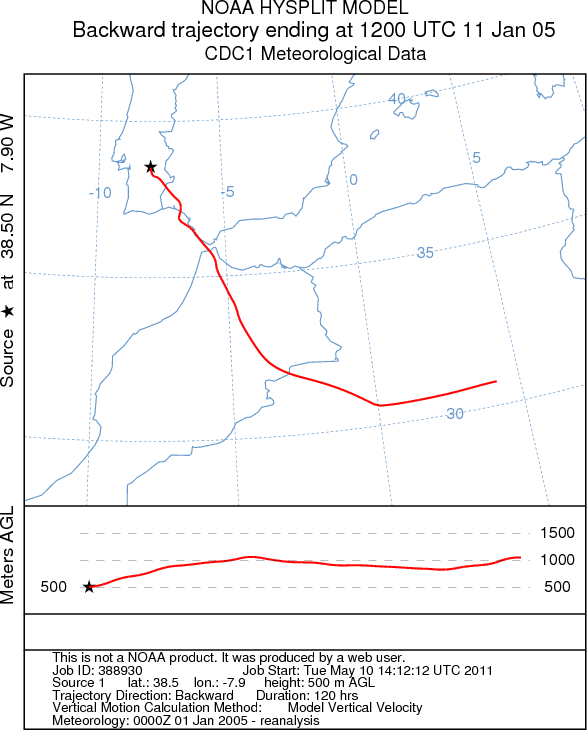 NOAA HYSPLIT MODEL
Backward trajectory ending at 1200 UTC 11 Jan 05
CDC1 Meteorological Data
Source ★ at 38.50 N 7.90 W
40
5
-10
-5
0
35
30
Meters AGL
1500
1000
500
500
This is not a NOAA product. It was produced by a web user.
Job ID: 388930 Job Start: Tue May 10 14:12:12 UTC 2011
Source 1 lat.: 38.5 lon.: -7.9 height: 500 m AGL
Trajectory Direction: Backward Duration: 120 hrs
Vertical Motion Calculation Method: Model Vertical Velocity
Meteorology: 0000Z 01 Jan 2005 - reanalysis